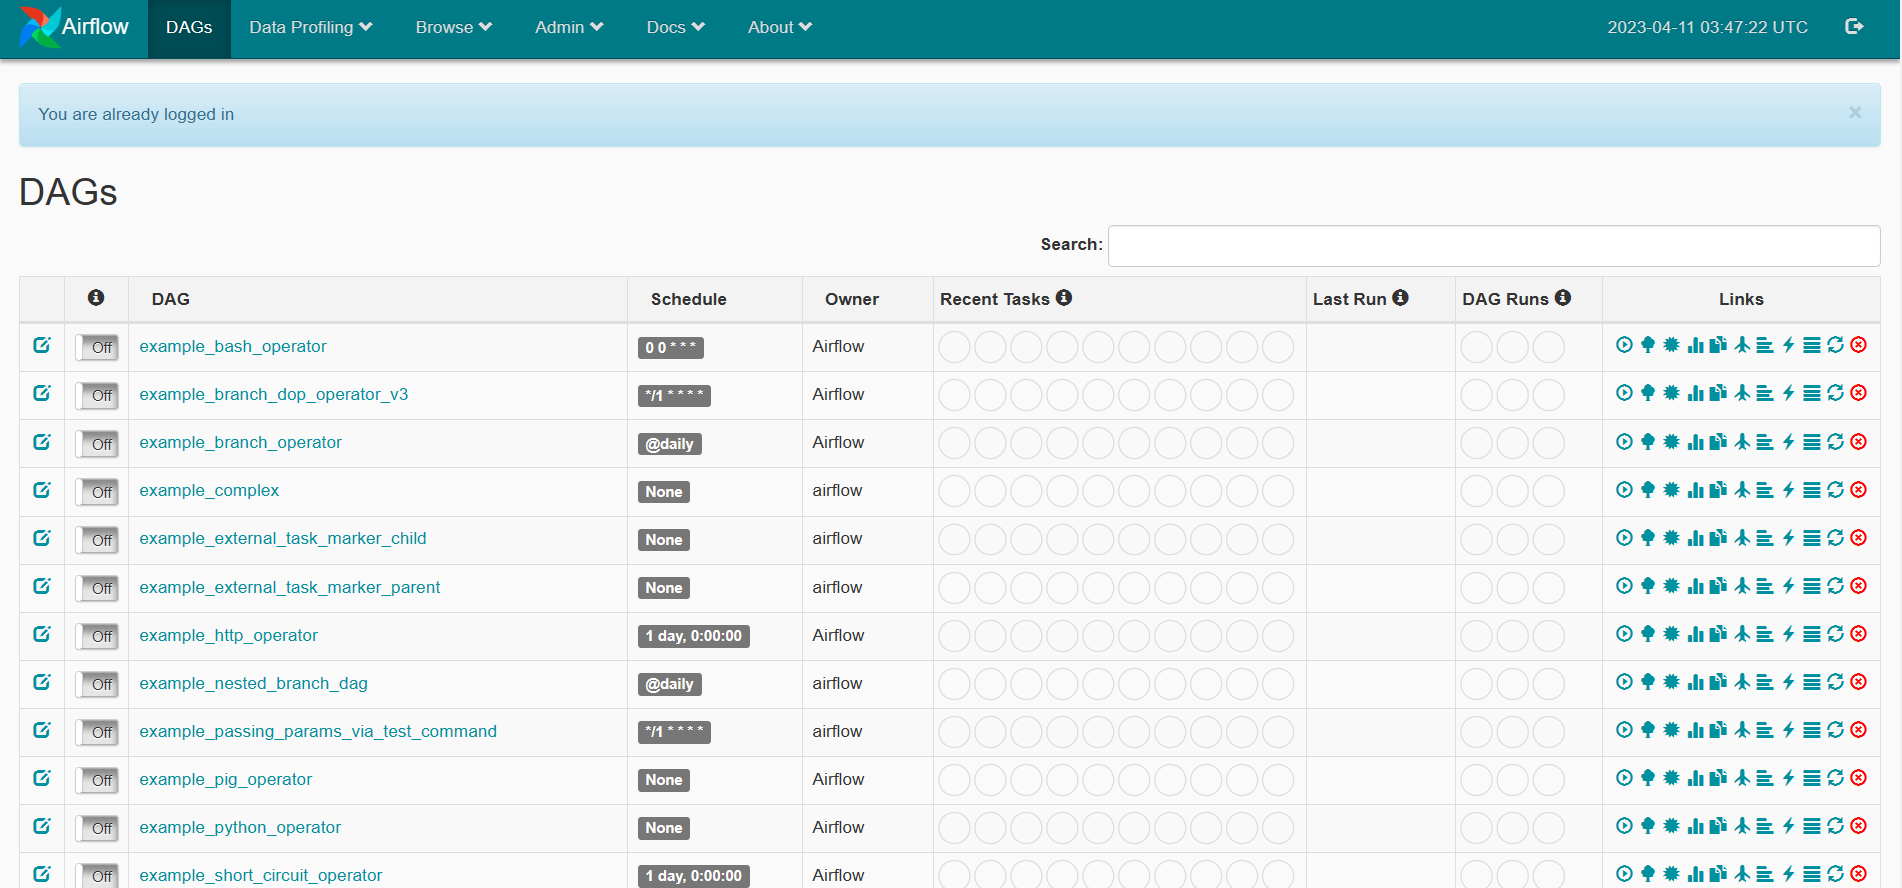 Airflow DAGs Data Profiling Browse Admin Docs About 2023-04-11 03:47:22 UTC
You are already logged in
×
DAGs
Search:
DAG Schedule Owner Recent Tasks Last Run DAG Runs Links
Off example_bash_operator 0 0 * * * Airflow
Off example_branch_dop_operator_v3 */1 * * * * Airflow
Off example_branch_operator @daily Airflow
Off example_complex None airflow
Off example_external_task_marker_child None airflow
Off example_external_task_marker_parent None airflow
Off example_http_operator 1 day, 0:00:00 Airflow
Off example_nested_branch_dag @daily airflow
Off example_passing_params_via_test_command */1 * * * * airflow
Off example_pig_operator None Airflow
Off example_python_operator None Airflow
Off example_short_circuit_operator 1 day, 0:00:00 Airflow